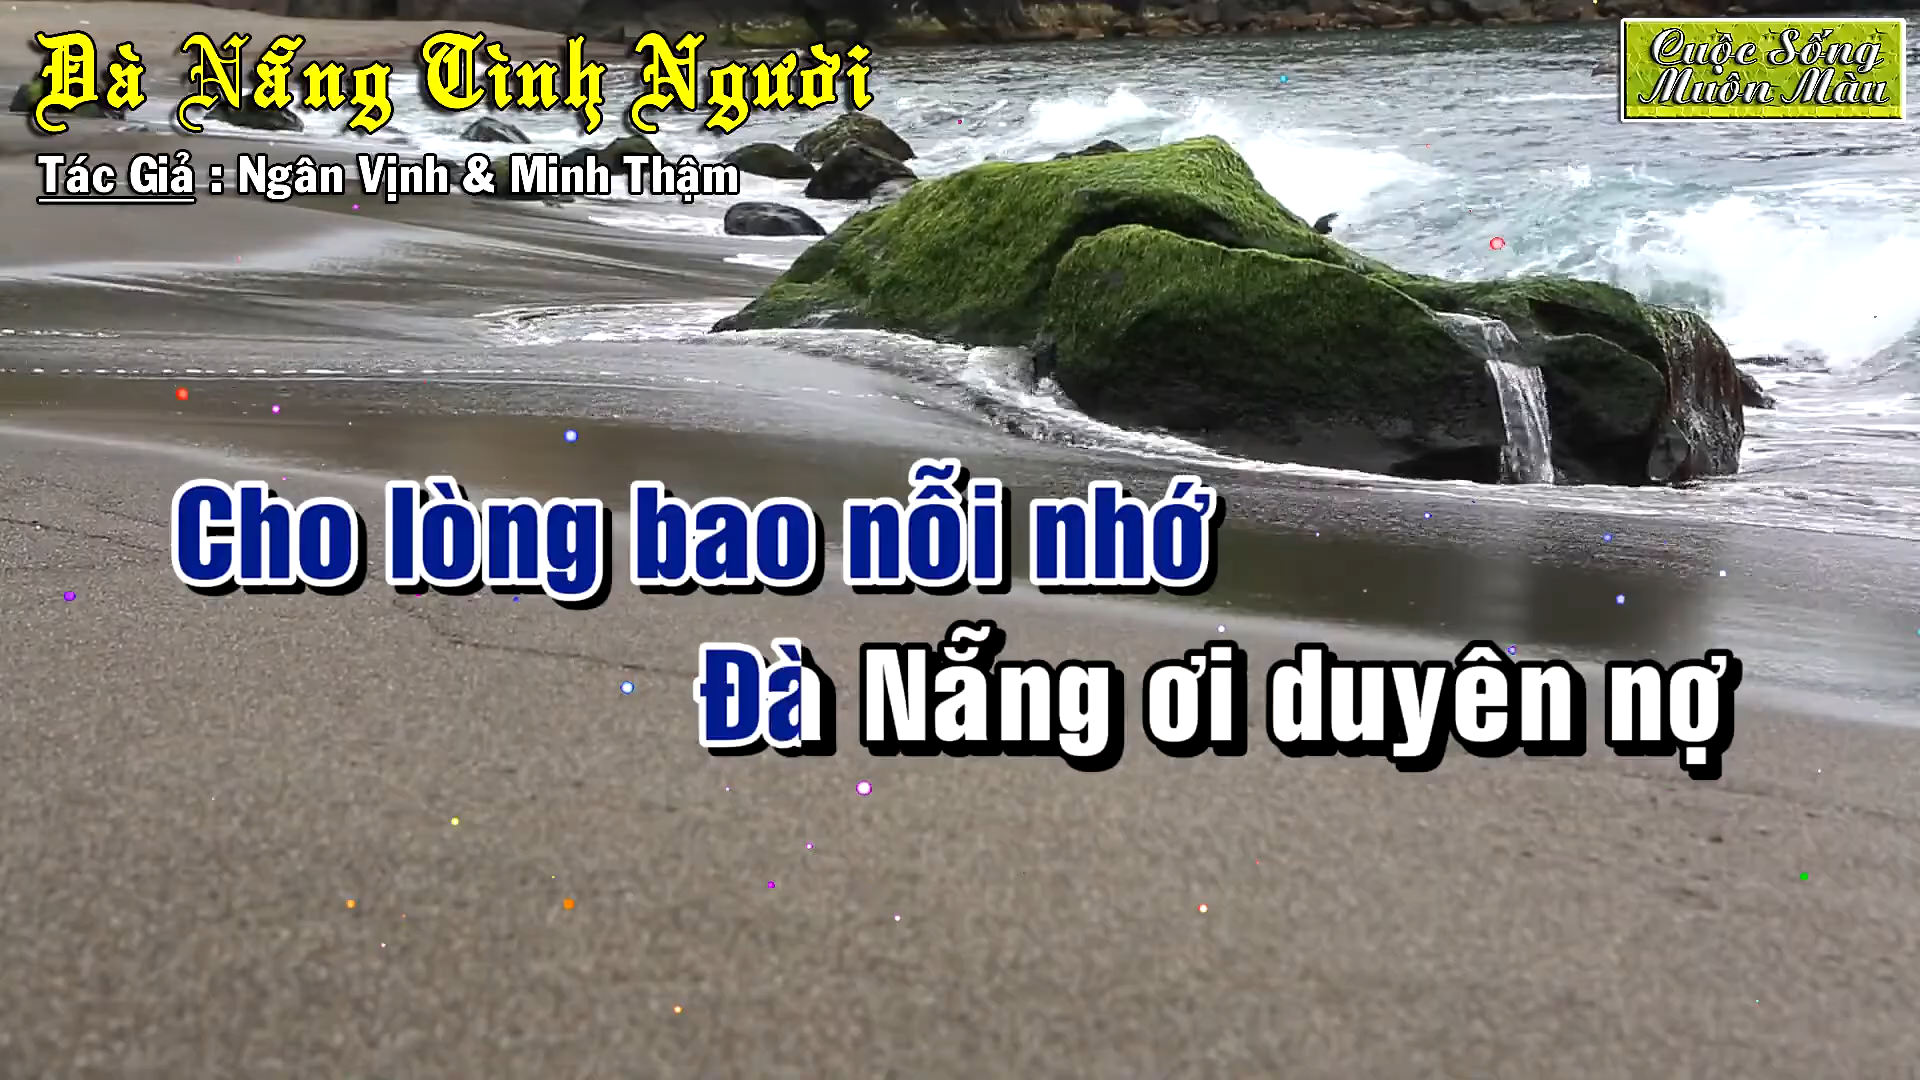 Đà Nẵng Tình Người
Tác Giả : Ngân Vịnh & Minh Thậm
Cuộc Sống
Muôn Màu
Cho lòng bao nỗi nhớ
Đà Nẵng ơi duyên nợ